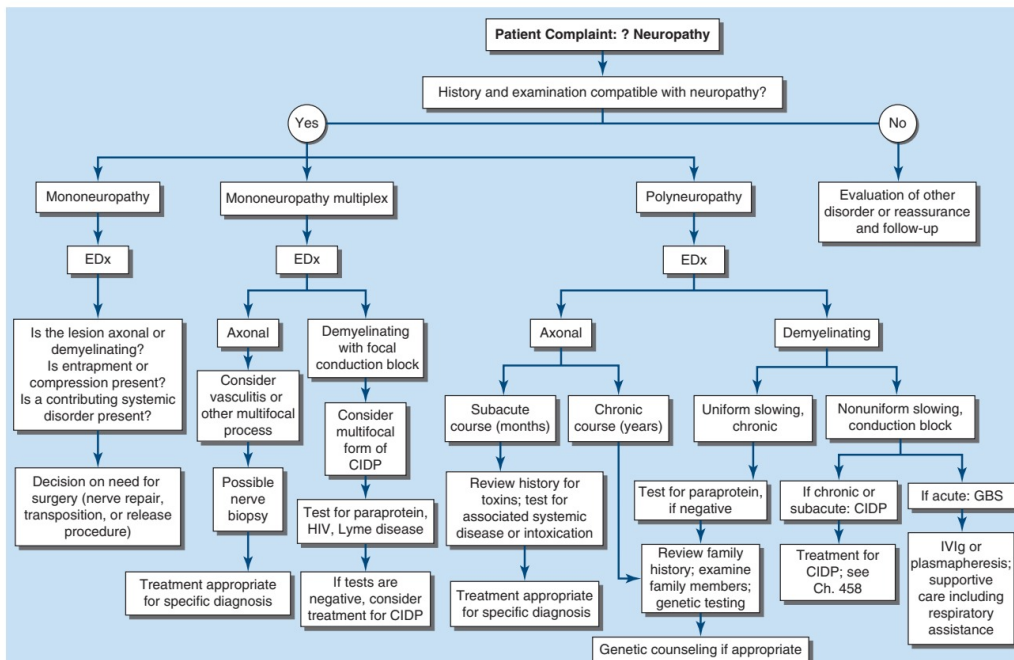 Patient Complaint: ? Neuropathy
History and examination compatible with neuropathy?
Yes
No
Mononeuropathy
Mononeuropathy multiplex
Polyneuropathy
Evaluation of other
disorder or reassurance
and follow-up
EDx
EDx
EDx
Is the lesion axonal or
demyelinating?
Is entrapment or
compression present?
Is a contributing systemic
disorder present?
Axonal
Demyelinating
with focal
conduction block
Axonal
Demyelinating
Consider
vasculitis or
other multifocal
process
Consider
multifocal
form of
CIDP
Subacute
course (months)
Chronic
course (years)
Uniform slowing,
chronic
Nonuniform slowing,
conduction block
Decision on need for
surgery (nerve repair,
transposition, or release
procedure)
Possible
nerve
biopsy
Test for paraprotein,
HIV, Lyme disease
Review history for
toxins; test for
associated systemic
disease or intoxication
Test for paraprotein,
if negative
If chronic or
subacute: CIDP
If acute: GBS
Treatment appropriate
for specific diagnosis
If tests are
negative, consider
treatment for CIDP
Treatment appropriate
for specific diagnosis
Review family
history; examine
family members;
genetic testing
Treatment for
CIDP; see
Ch. 458
IVIg or
plasmapheresis;
supportive
care including
respiratory
assistance
Genetic counseling if appropriate